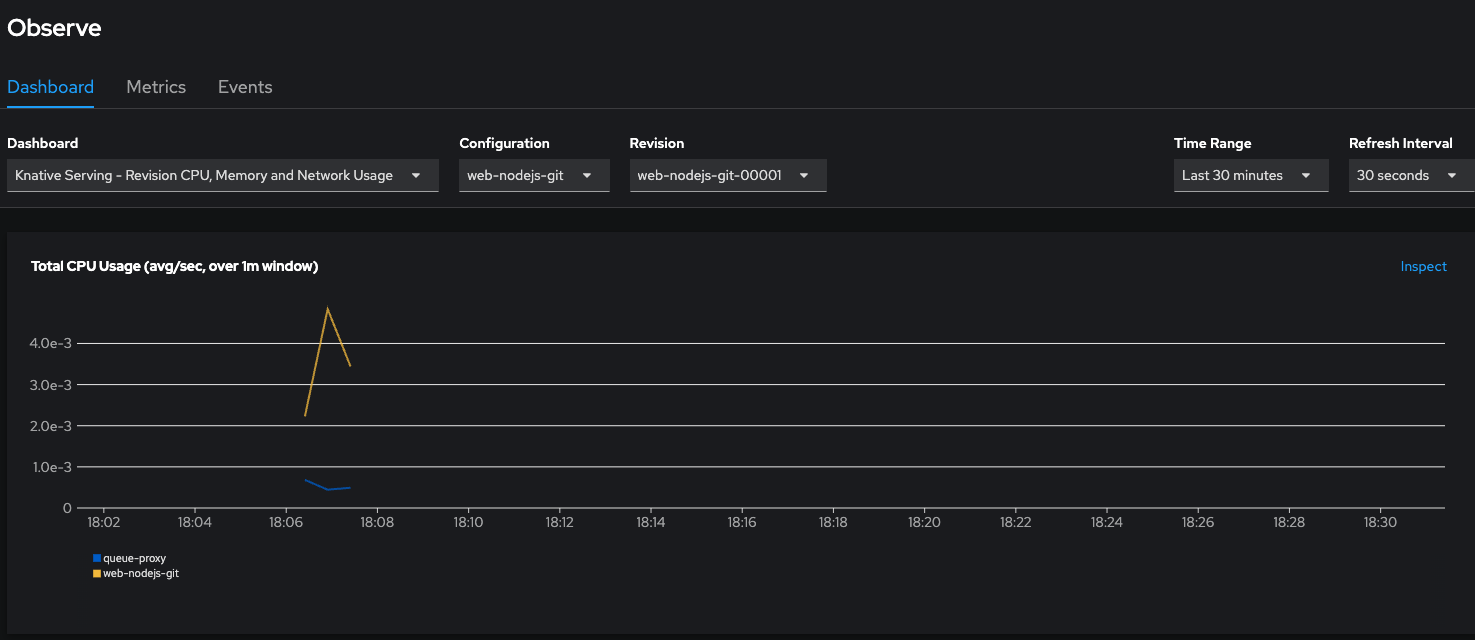 Observe
Dashboard Metrics Events
Dashboard Configuration Revision Time Range Refresh Interval
Knative Serving - Revision CPU, Memory and Network Usage web-nodejs-git web-nodejs-git-00001 Last 30 minutes 30 seconds
Total CPU Usage (avg/sec, over 1m window) Inspect
4.0e-3
3.0e-3
2.0e-3
1.0e-3
0
18:02 18:04 18:06 18:08 18:10 18:12 18:14 18:16 18:18 18:20 18:22 18:24 18:26 18:28 18:30
queue-proxy
web-nodejs-git